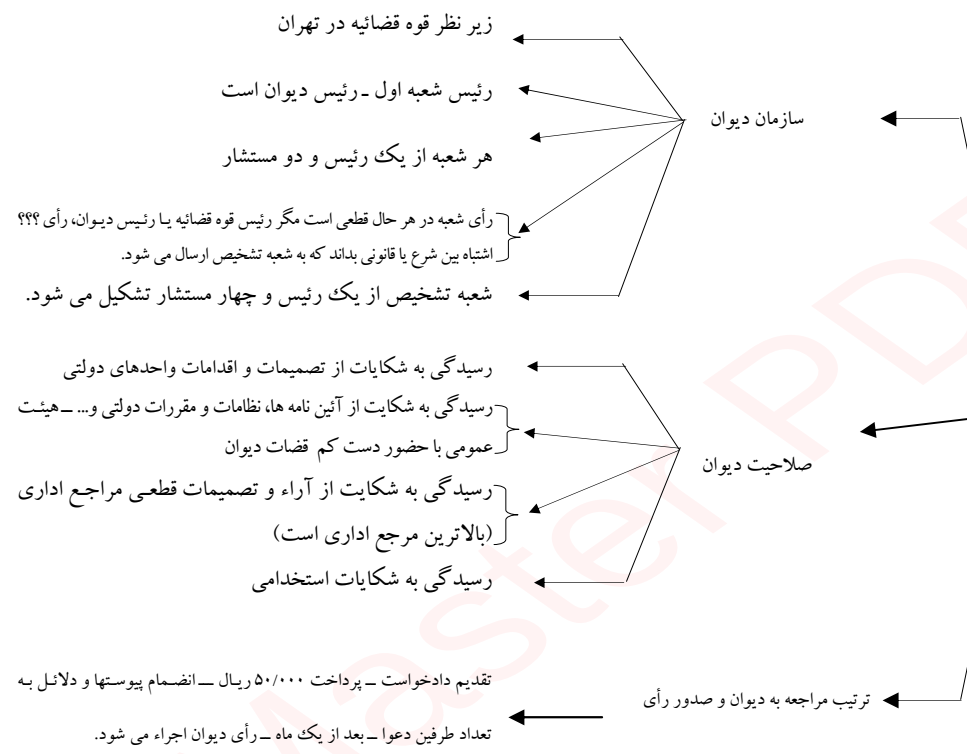 سازمان دیوان
زیر نظر قوه قضائیه در تهران
رئیس شعبه اول ـ رئیس دیوان است
هر شعبه از یک رئیس و دو مستشار
رأی شعبه در هر حال قطعی است مگر رئیس قوه قضائیه یا رئیس دیوان، رأی ؟؟؟
اشتباه بین شرع یا قانونی بداند که به شعبه تشخیص ارسال می شود.
شعبه تشخیص از یک رئیس و چهار مستشار تشکیل می شود.
صلاحیت دیوان
رسیدگی به شکایات از تصمیمات و اقدامات واحدهای دولتی
رسیدگی به شکایت از آئین نامه ها، نظامات و مقررات دولتی و... ـ هیئت
عمومی با حضور دست کم قضات دیوان
رسیدگی به شکایت از آراء و تصمیمات قطعی مراجع اداری
(بالاترین مرجع اداری است)
رسیدگی به شکایات استخدامی
ترتیب مراجعه به دیوان و صدور رأی
تقدیم دادخواست ـ پرداخت ۵۰/۰۰۰ ریال ـ انضمام پیوستها و دلائل به
تعداد طرفین دعوا ـ بعد از یک ماه ـ رأی دیوان اجراء می شود.
Master PD